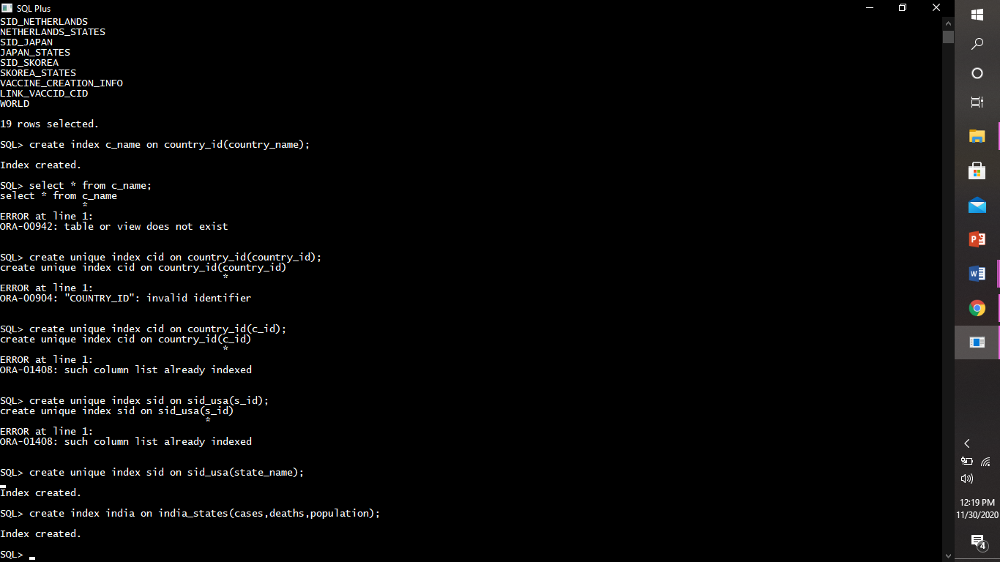 SQL Plus
SID_NETHERLANDS
NETHERLANDS_STATES
SID_JAPAN
JAPAN_STATES
SID_SKOREA
SKOREA_STATES
VACCINE_CREATION_INFO
LINK_VACCID_CID
WORLD
19 rows selected.
SQL> create index c_name on country_id(country_name);
Index created.
SQL> select * from c_name;
select * from c_name
*
ERROR at line 1:
ORA-00942: table or view does not exist
SQL> create unique index cid on country_id(country_id);
create unique index cid on country_id(country_id)
*
ERROR at line 1:
ORA-00904: "COUNTRY_ID": invalid identifier
SQL> create unique index cid on country_id(c_id);
create unique index cid on country_id(c_id)
*
ERROR at line 1:
ORA-01408: such column list already indexed
SQL> create unique index sid on sid_usa(s_id);
create unique index sid on sid_usa(s_id)
*
ERROR at line 1:
ORA-01408: such column list already indexed
SQL> create unique index sid on sid_usa(state_name);
Index created.
SQL> create index india on india_states(cases,deaths,population);
Index created.
SQL>
P
W
12:19 PM
11/30/2020
4